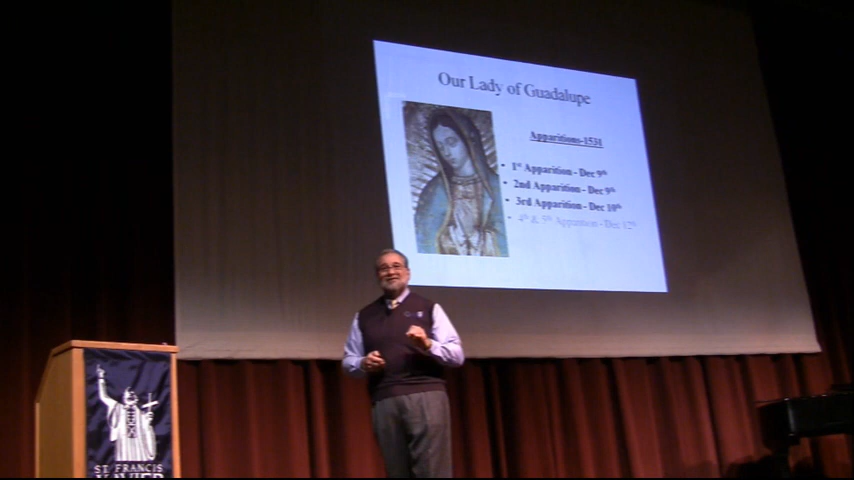 Our Lady of Guadalupe
Apparitions-1531
• 1st Apparition - Dec 9th
• 2nd Apparition - Dec 9th
• 3rd Apparition - Dec 10th
• 4th & 5th Apparition - Dec 12th
ST. FRANCIS
XAVIER